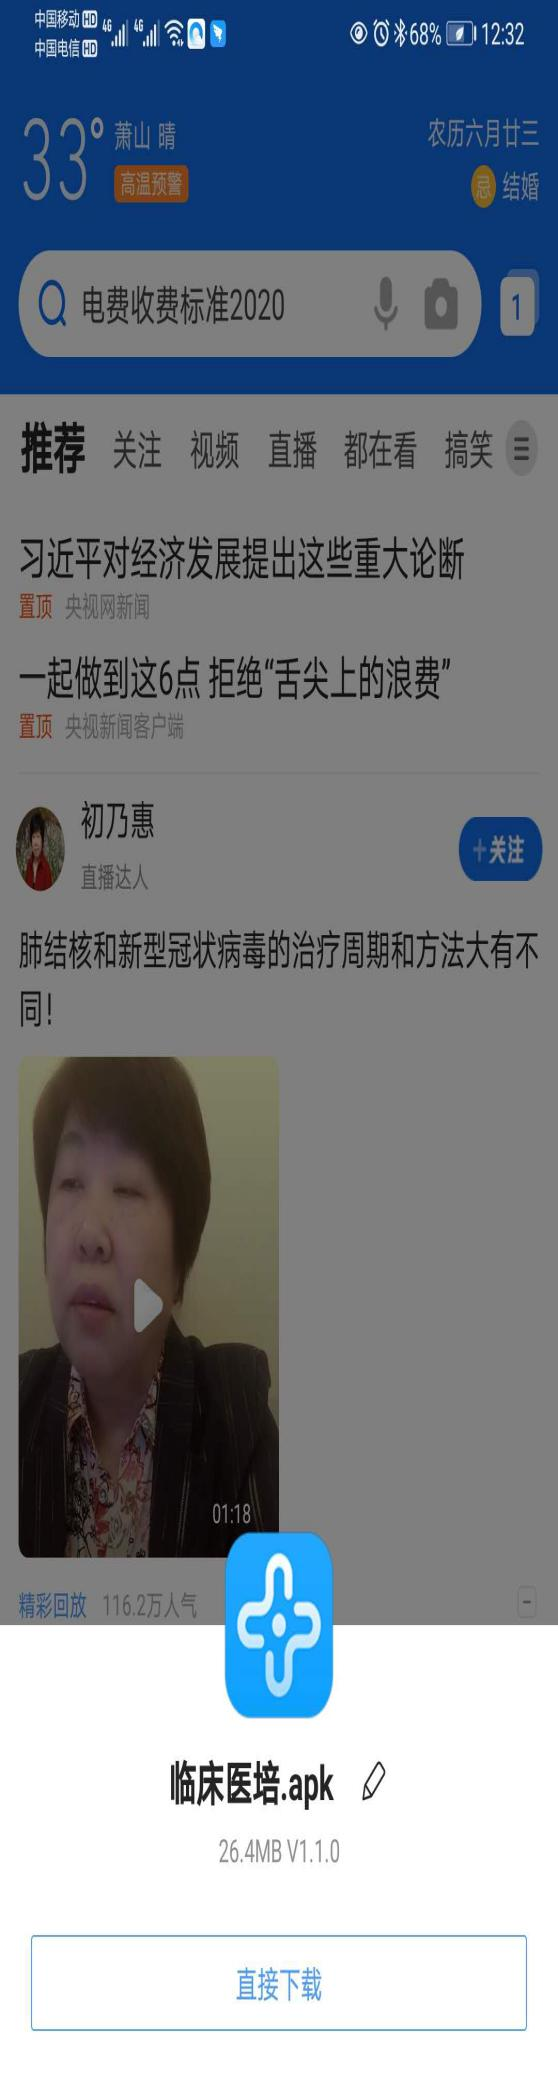 中国移动 HD 4G 4G 68% 12:32
中国电信 HD
33° 萧山 晴 农历六月廿三
高温预警 忌 结婚
电费收费标准2020 1
推荐 关注 视频 直播 都在看 搞笑
习近平对经济发展提出这些重大论断
置顶 央视网新闻
一起做到这6点 拒绝“舌尖上的浪费”
置顶 央视新闻客户端
初乃惠
直播达人
+关注
肺结核和新型冠状病毒的治疗周期和方法大有不
同!
01:18
精彩回放 116.2万人气
临床医培.apk
26.4MB V1.1.0
直接下载